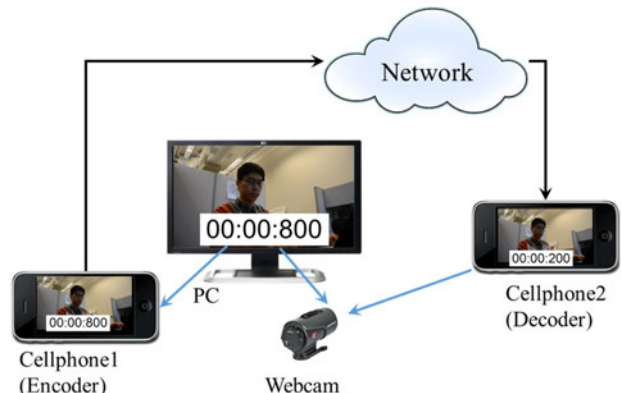 Network
00:00:800
00:00:200
PC
00:00:800
Cellphone2
(Decoder)
Cellphone1
(Encoder)
Webcam